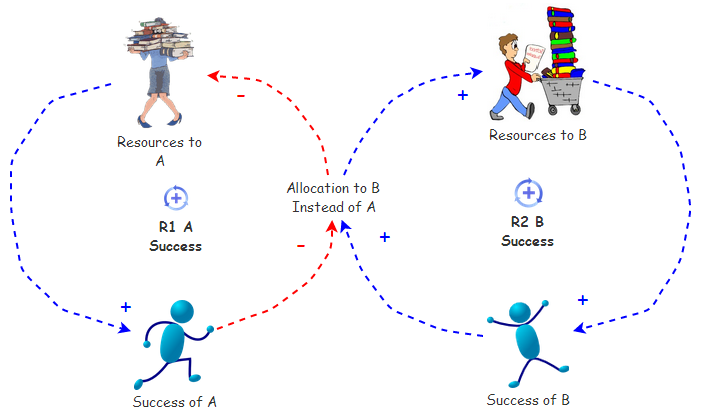 Resources to
A
Resources to B
Allocation to B
Instead of A
R1 A
Success
R2 B
Success
Success of A
Success of B
-
+
-
+
+
+